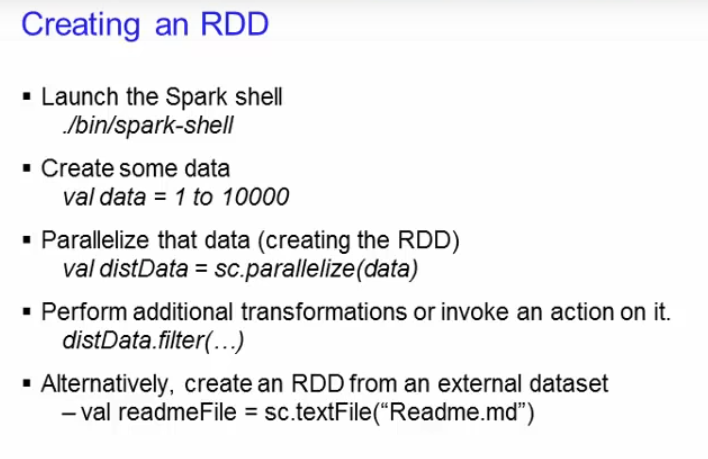 Creating an RDD
▪ Launch the Spark shell
./bin/spark-shell
▪ Create some data
val data = 1 to 10000
▪ Parallelize that data (creating the RDD)
val distData = sc.parallelize(data)
▪ Perform additional transformations or invoke an action on it.
distData.filter(…)
▪ Alternatively, create an RDD from an external dataset
– val readmeFile = sc.textFile(“Readme.md”)